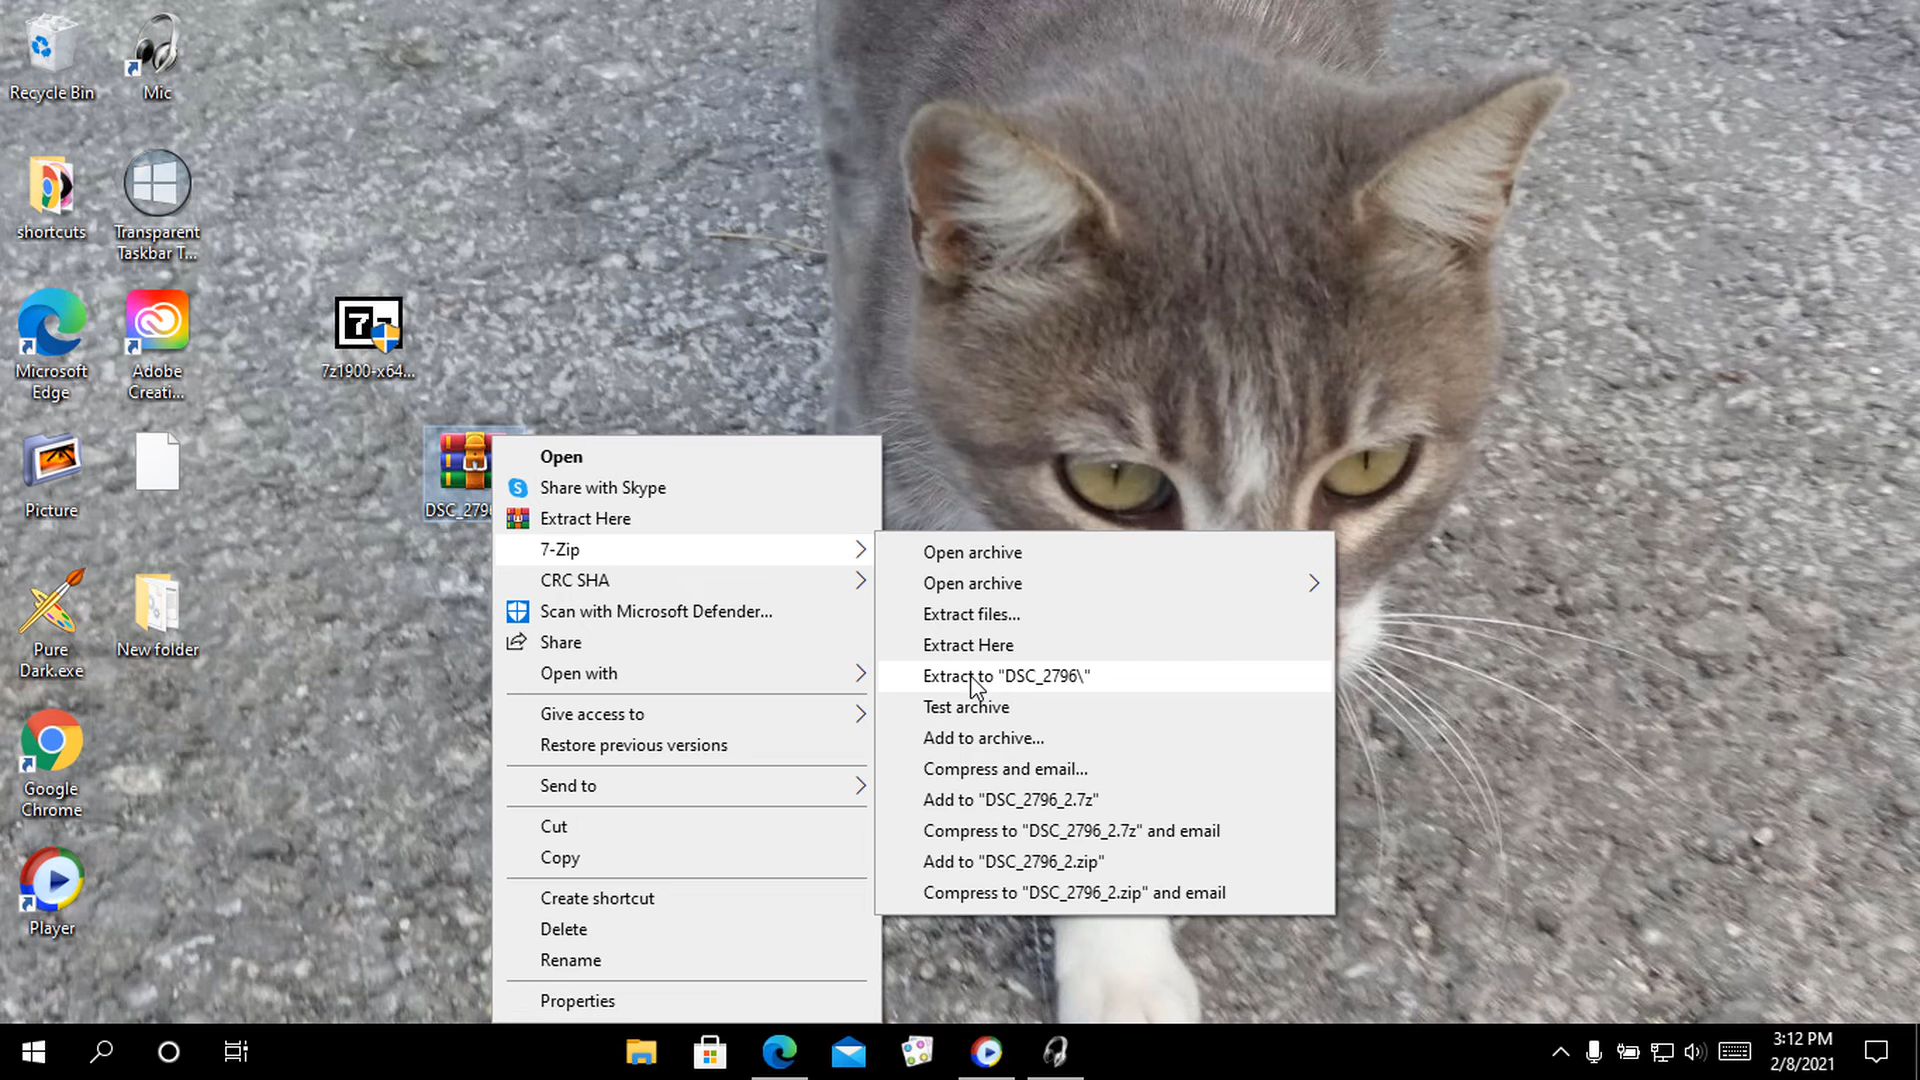 Recycle Bin
Mic
shortcuts
Transparent
Taskbar T...
Microsoft
Edge
Adobe
Creati...
7z1900-x64...
Picture
DSC_279
Pure
Dark.exe
New folder
Google
Chrome
Player
Open
Share with Skype
Extract Here
7-Zip
CRC SHA
Scan with Microsoft Defender...
Share
Open with
Give access to
Restore previous versions
Send to
Cut
Copy
Create shortcut
Delete
Rename
Properties
Open archive
Open archive
Extract files...
Extract Here
Extract to "DSC_2796\"
Test archive
Add to archive...
Compress and email...
Add to "DSC_2796_2.7z"
Compress to "DSC_2796_2.7z" and email
Add to "DSC_2796_2.zip"
Compress to "DSC_2796_2.zip" and email
3:12 PM
2/8/2021